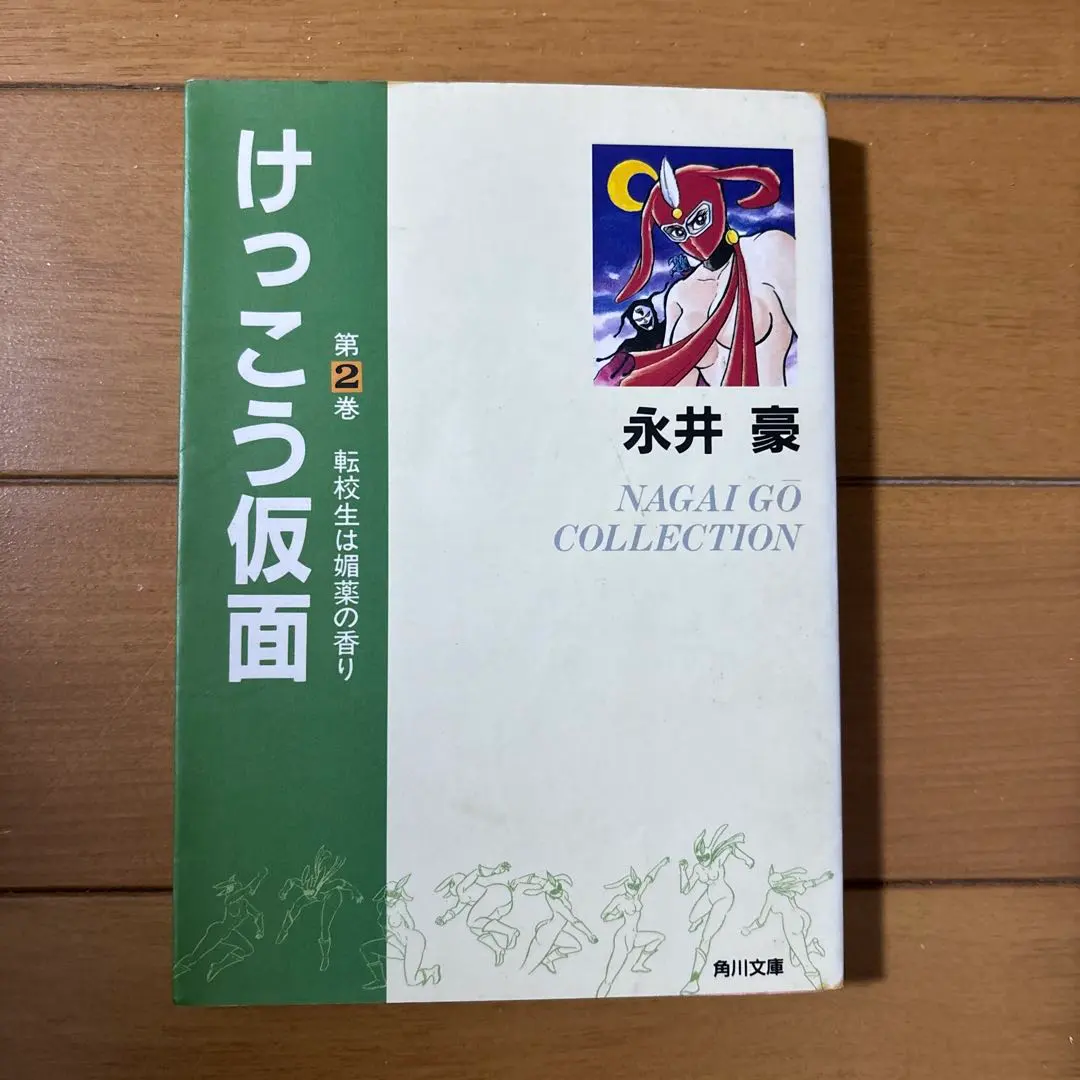 けっこう仮面
第2巻 転校生は媚薬の香り
永井 豪
NAGAI GŌ
COLLECTION
角川文庫